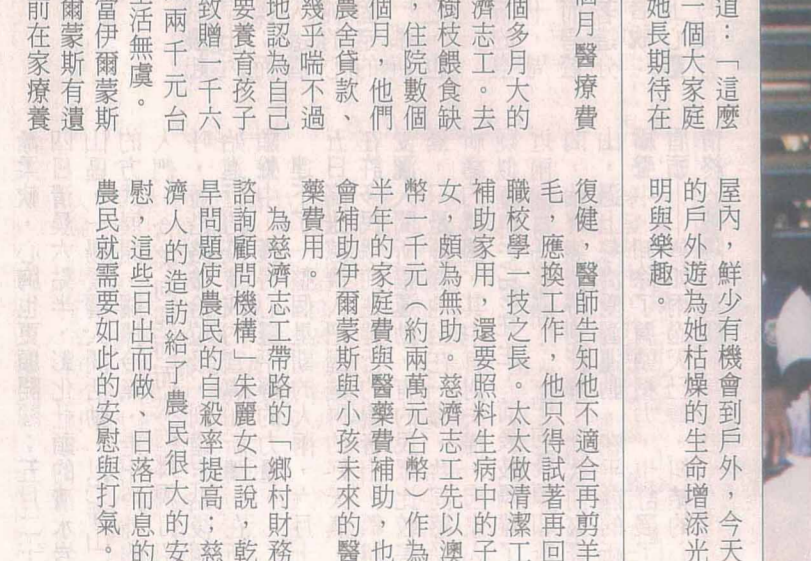 道：「這麼
一個大家庭
她長期待在
個月醫療費
個多月大的
濟志工。去
樹枝餵食缺
，住院數個
個月，他們
農舍貸款、
幾乎喘不過
地認為自己
要養育孩子
致贈一千六
兩千元台
活無虞。
當伊爾蒙斯
爾蒙斯有遺
前在家療養
屋內，鮮少有機會到戶外，今天
的戶外遊為她枯燥的生命增添光
明與樂趣。
復健，醫師告知他不適合再剪羊
毛，應換工作，他只得試著再回
職校學一技之長。太太做清潔工
補助家用，還要照料生病中的子
女，頗為無助。慈濟志工先以澳
幣一千元（約兩萬元台幣）作為
半年的家庭費與醫藥費補助，也
會補助伊爾蒙斯與小孩未來的醫
藥費用。
為慈濟志工帶路的「鄉村財務
諮詢顧問機構」朱麗女士說，乾
旱問題使農民的自殺率提高；慈
濟人的造訪給了農民很大的安
慰，這些日出而做、日落而息的
農民就需要如此的安慰與打氣。